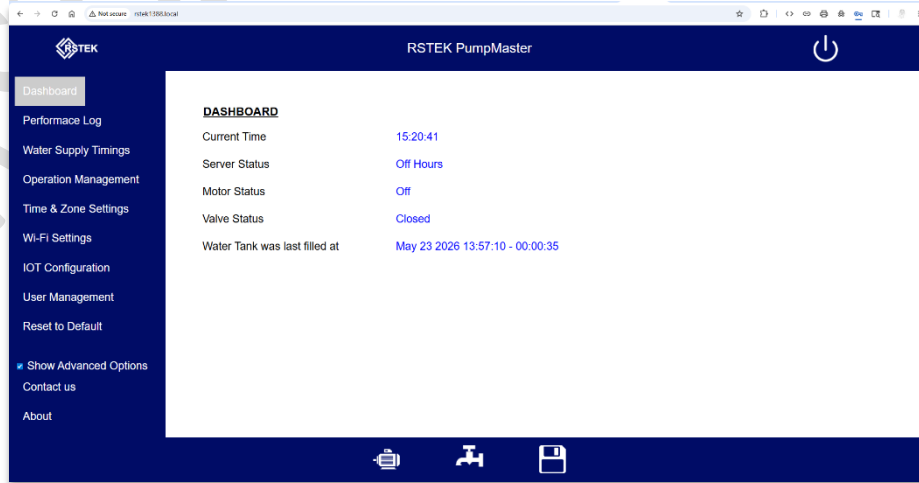 Not secure rstek1388.local
RSTEK
RSTEK PumpMaster
Dashboard
Performace Log
Water Supply Timings
Operation Management
Time & Zone Settings
Wi-Fi Settings
IOT Configuration
User Management
Reset to Default
Show Advanced Options
Contact us
About
DASHBOARD
Current Time 15:20:41
Server Status Off Hours
Motor Status Off
Valve Status Closed
Water Tank was last filled at May 23 2026 13:57:10 - 00:00:35